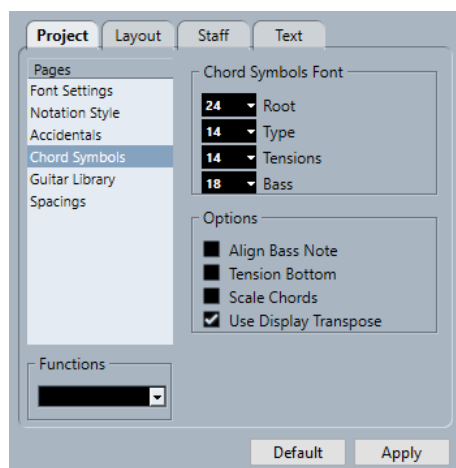 Project Layout Staff Text
Pages
Font Settings
Notation Style
Accidentals
Chord Symbols
Guitar Library
Spacings
Functions
Chord Symbols Font
24 Root
14 Type
14 Tensions
18 Bass
Options
Align Bass Note
Tension Bottom
Scale Chords
Use Display Transpose
Default Apply